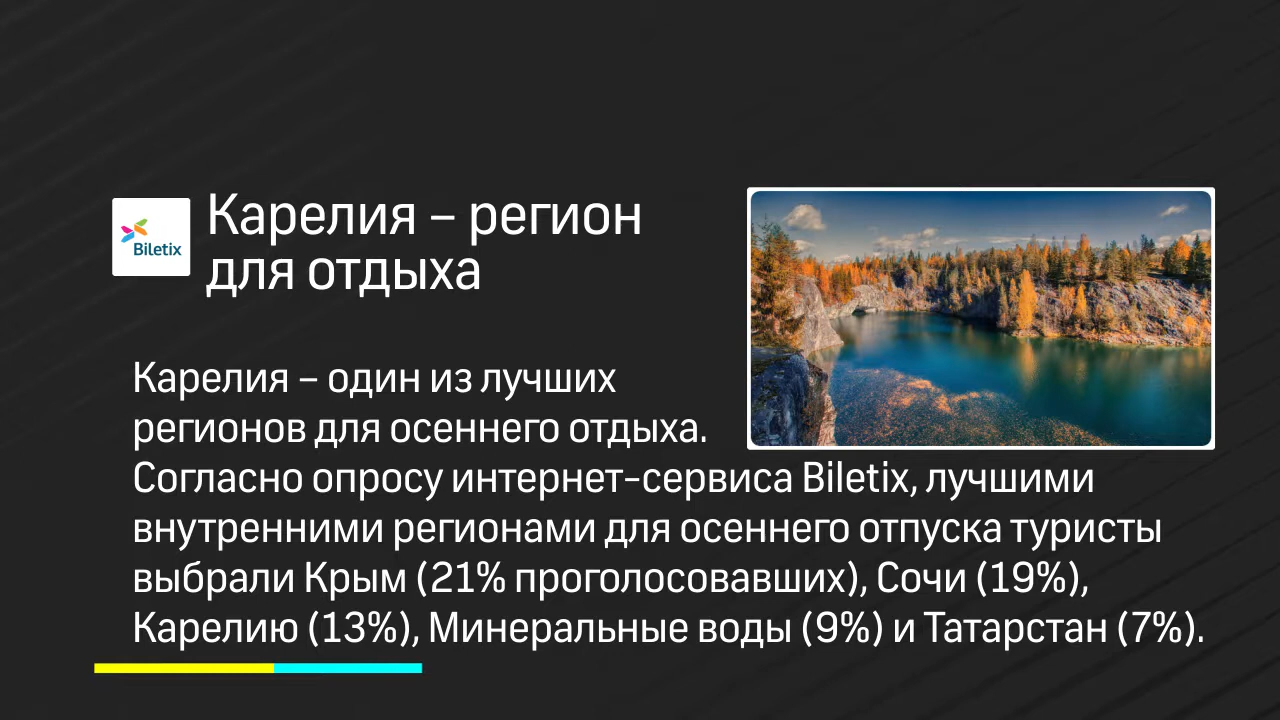 Biletix
Карелия – регион
для отдыха
Карелия – один из лучших
регионов для осеннего отдыха.
Согласно опросу интернет-сервиса Biletix, лучшими
внутренними регионами для осеннего отпуска туристы
выбрали Крым (21% проголосовавших), Сочи (19%),
Карелию (13%), Минеральные воды (9%) и Татарстан (7%).